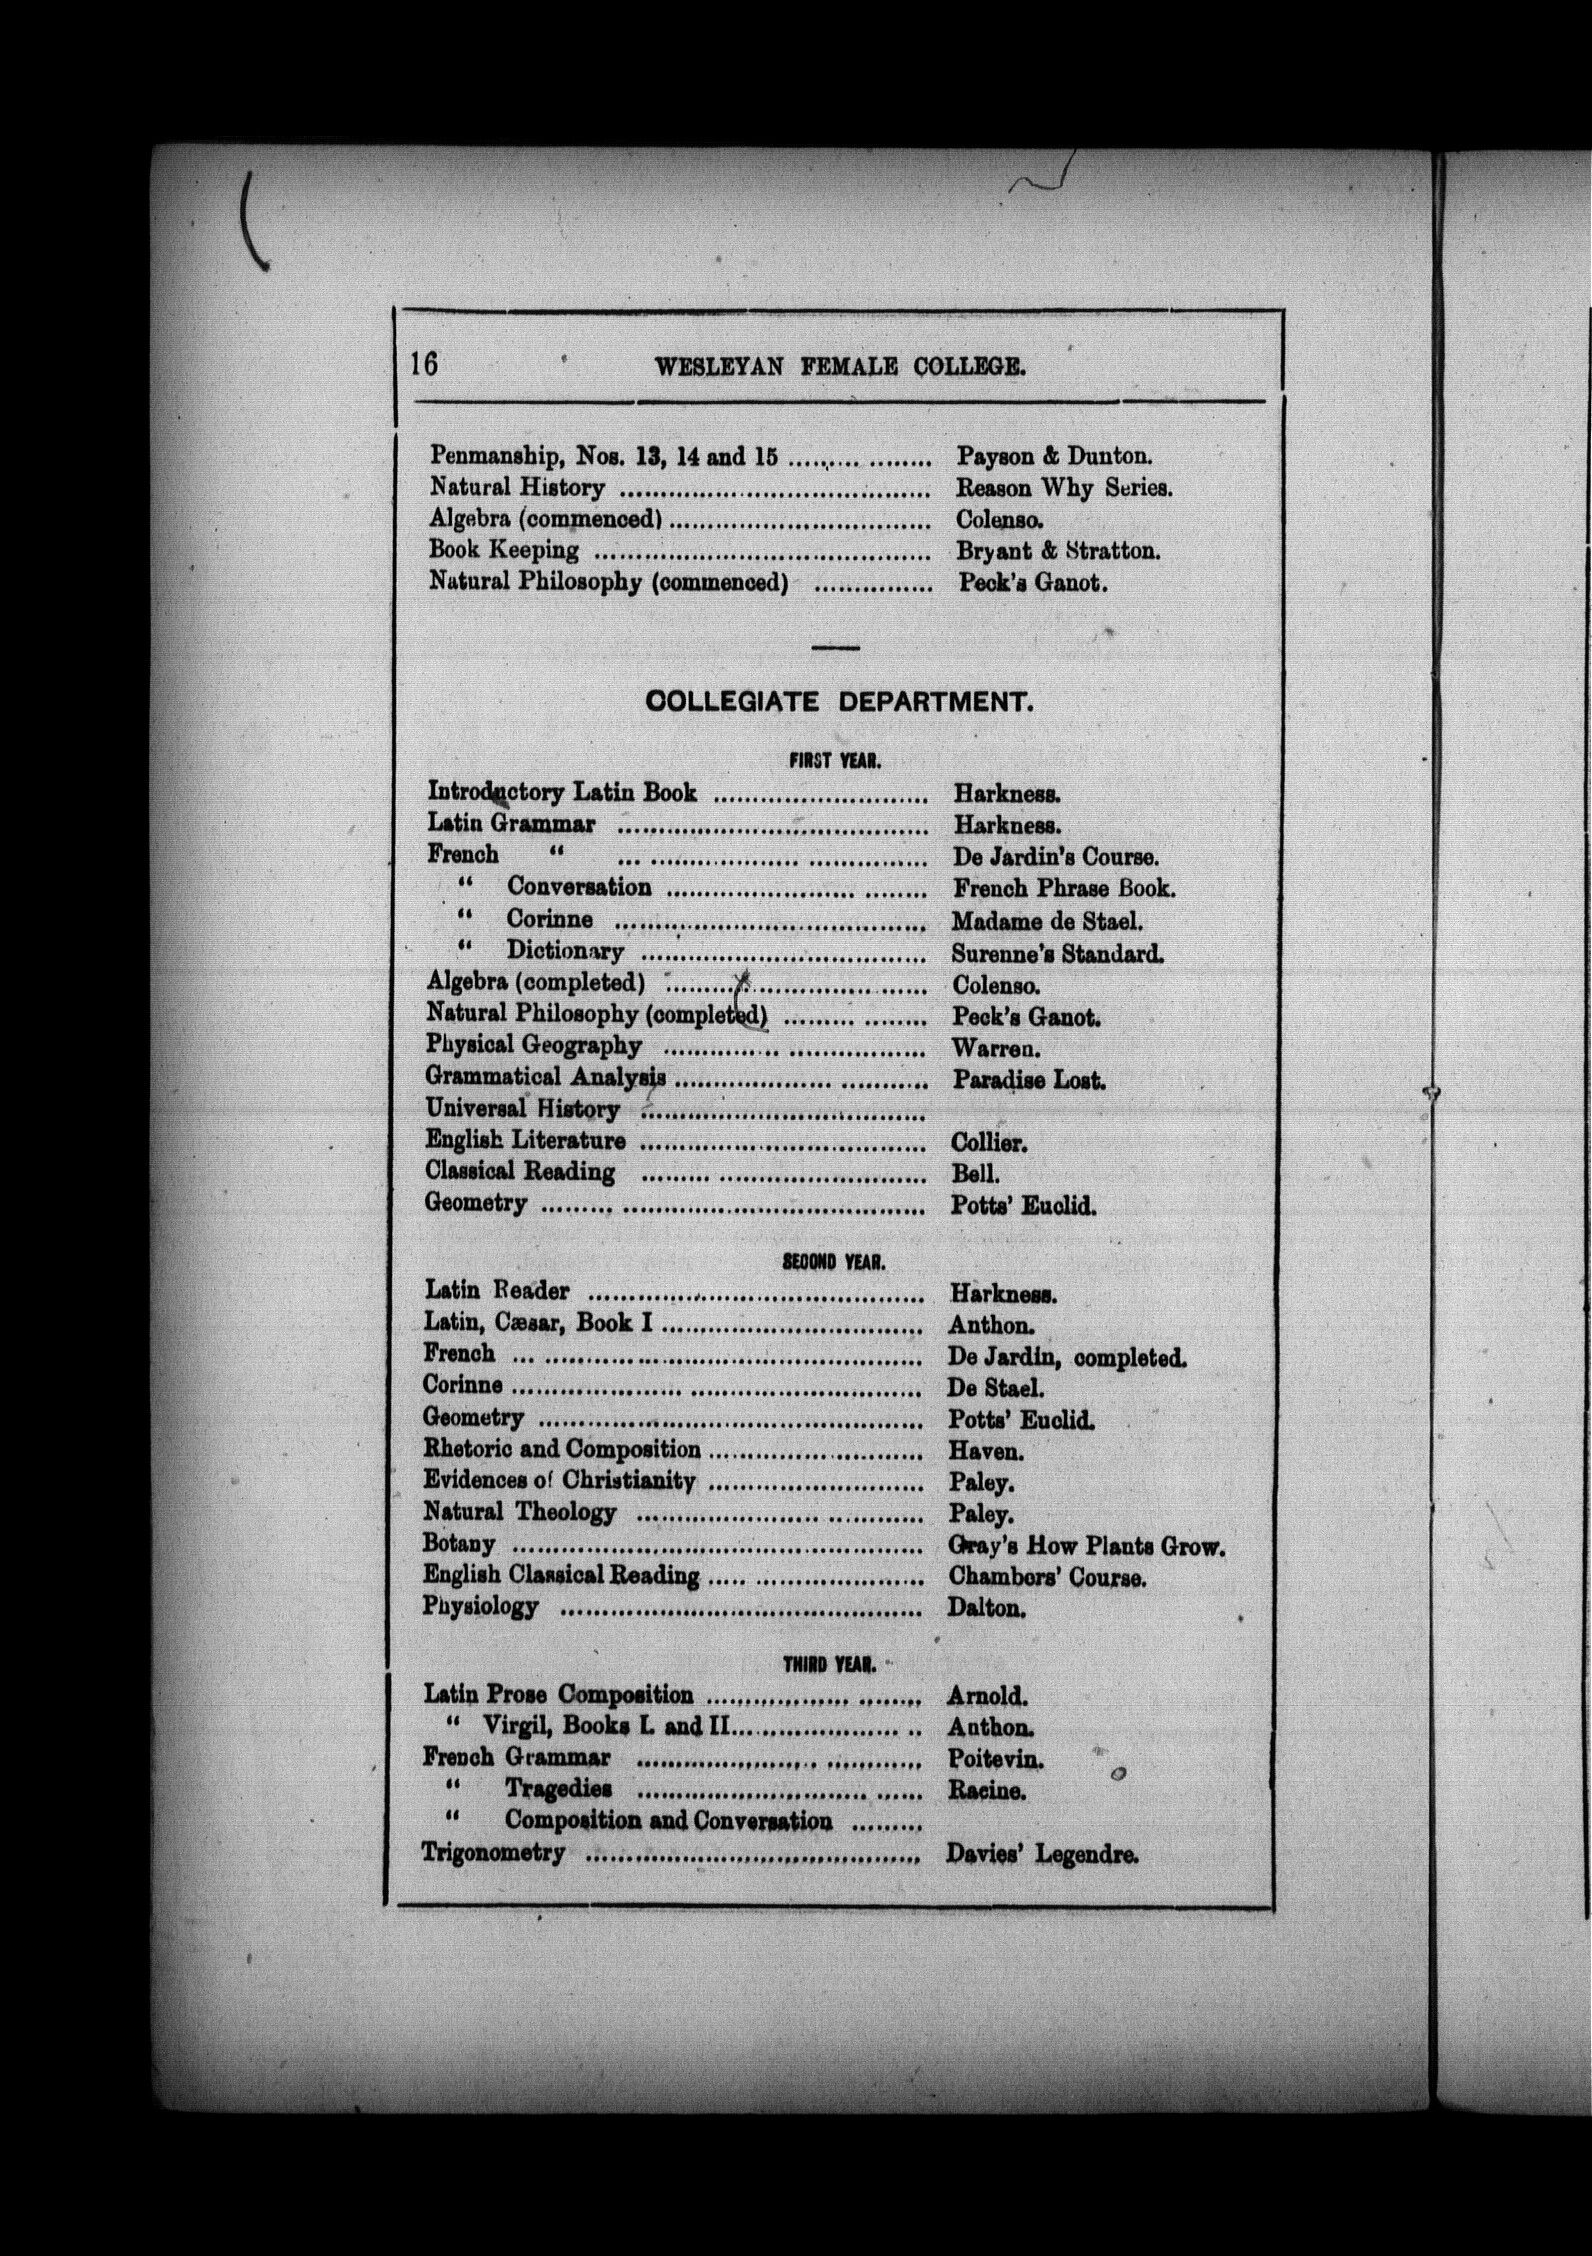 16 WESLEYAN FEMALE COLLEGE.
Penmanship, Nos. 13, 14 and 15 ................. Payson & Dunton.
Natural History ...................................... Reason Why Series.
Algebra (commenced) ................................ Colenso.
Book Keeping ......................................... Bryant & Stratton.
Natural Philosophy (commenced) ............... Peck's Ganot.
COLLEGIATE DEPARTMENT.
FIRST YEAR.
Introductory Latin Book ........................... Harkness.
Latin Grammar ...................................... Harkness.
French “ ... .................................. De Jardin's Course.
“ Conversation ............................... French Phrase Book.
“ Corinne ...................................... Madame de Stael.
“ Dictionary ................................... Surenne's Standard.
Algebra (completed) ................................ Colenso.
Natural Philosophy (completed) ................. Peck's Ganot.
Physical Geography ................................ Warren.
Grammatical Analysis ............................... Paradise Lost.
Universal History ...................................
English Literature ................................... Collier.
Classical Reading ................................... Bell.
Geometry ............................................... Potts' Euclid.
SECOND YEAR.
Latin Reader ......................................... Harkness.
Latin, Cæsar, Book I ................................ Anthon.
French ... .............................................. De Jardin, completed.
Corinne .................................................. De Stael.
Geometry ............................................... Potts' Euclid.
Rhetoric and Composition .......................... Haven.
Evidences of Christianity .......................... Paley.
Natural Theology ................................... Paley.
Botany .................................................. Gray's How Plants Grow.
English Classical Reading .......................... Chambers' Course.
Physiology ............................................ Dalton.
THIRD YEAR.
Latin Prose Composition .......................... Arnold.
“ Virgil, Books I. and II...................... Anthon.
French Grammar ................................... Poitevin.
“ Tragedies ................................... Racine.
“ Composition and Conversation .........
Trigonometry ......................................... Davies' Legendre.